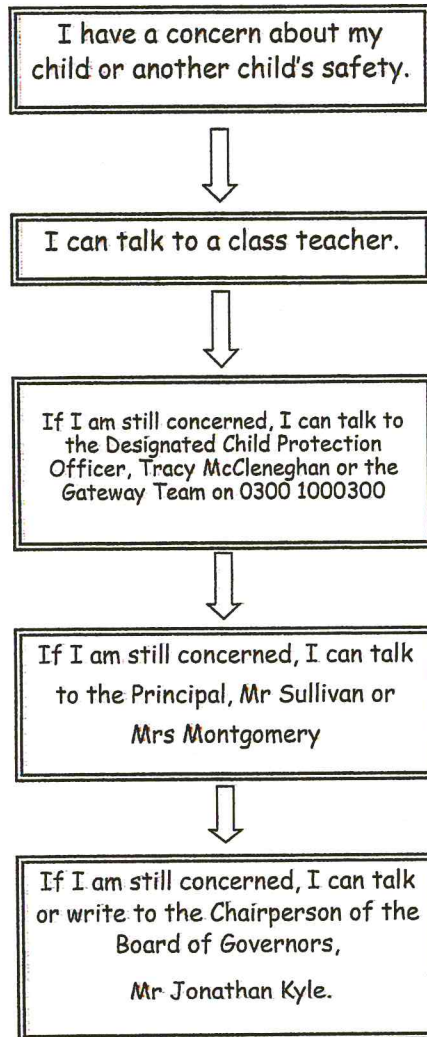 I have a concern about my
child or another child's safety.
I can talk to a class teacher.
If I am still concerned, I can talk to
the Designated Child Protection
Officer, Tracy McCleneghan or the
Gateway Team on 0300 1000300
If I am still concerned, I can talk
to the Principal, Mr Sullivan or
Mrs Montgomery
If I am still concerned, I can talk
or write to the Chairperson of the
Board of Governors,
Mr Jonathan Kyle.